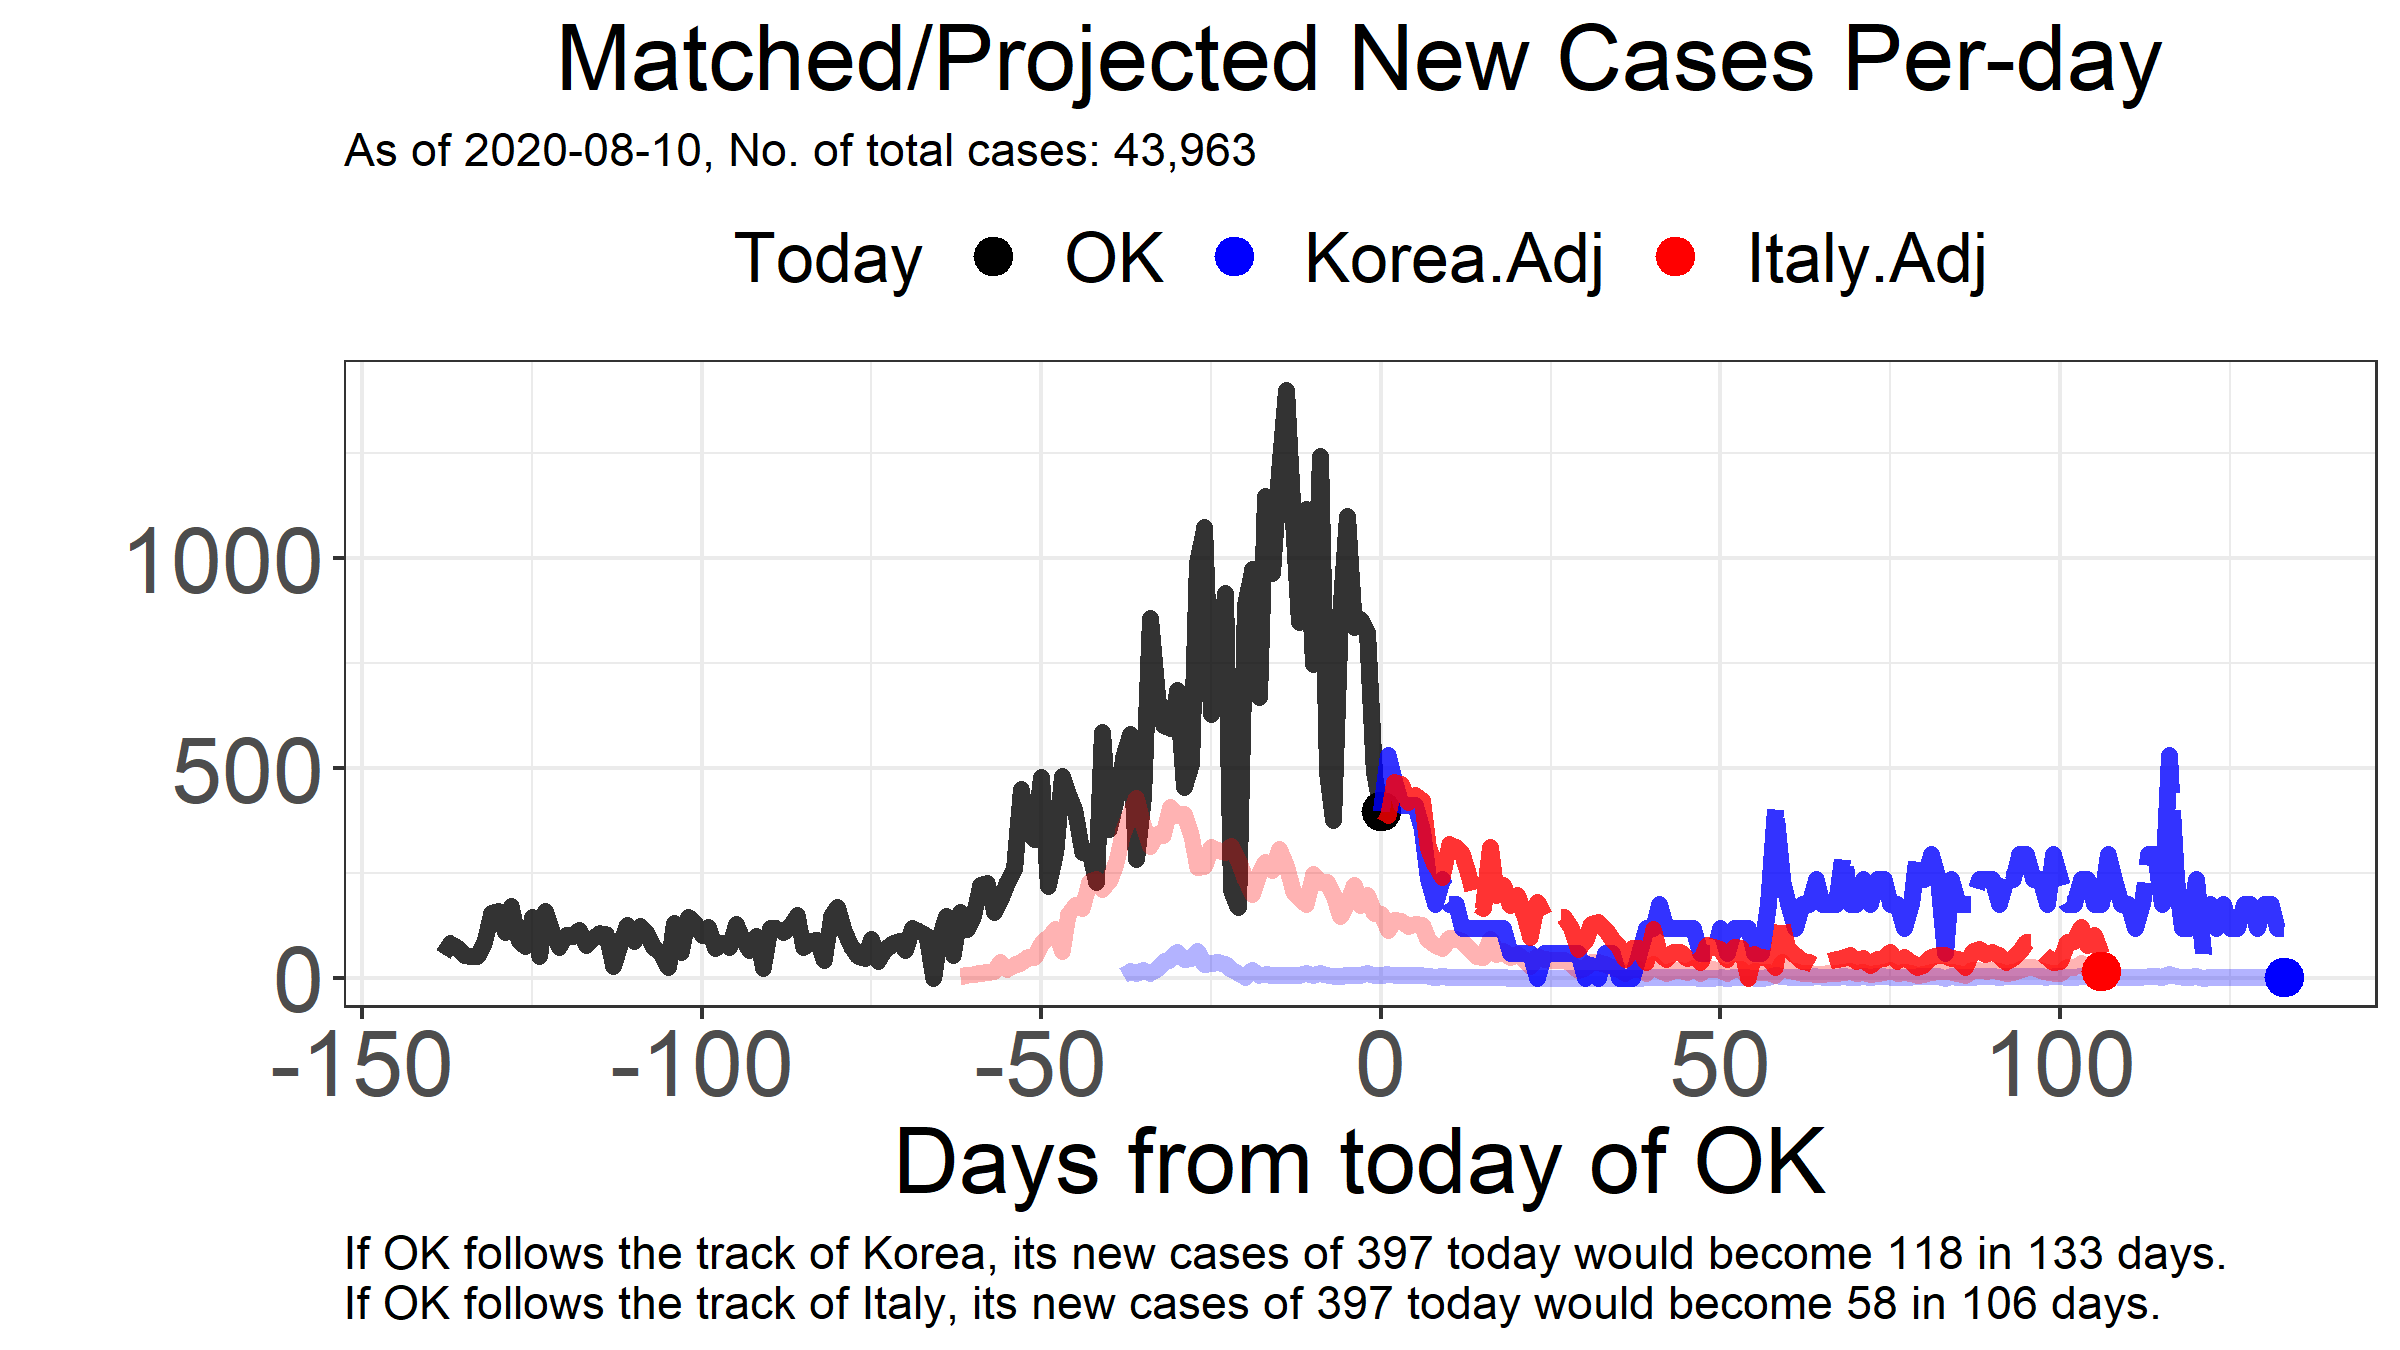 Matched/Projected New Cases Per-day
As of 2020-08-10, No. of total cases: 43,963
Today OK Korea.Adj Italy.Adj
1000
500
0
-150 -100 -50 0 50 100
Days from today of OK
If OK follows the track of Korea, its new cases of 397 today would become 118 in 133 days.
If OK follows the track of Italy, its new cases of 397 today would become 58 in 106 days.